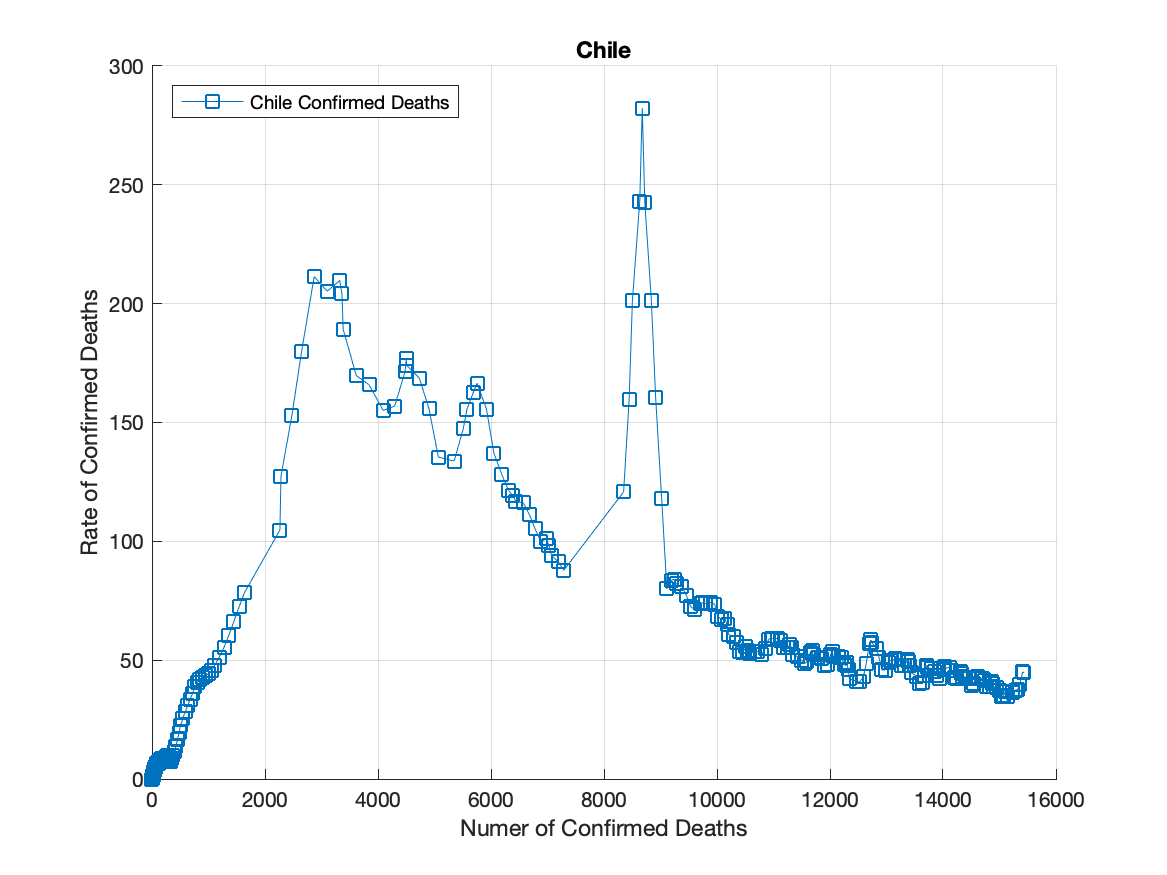 Chile
Chile Confirmed Deaths
300
250
200
150
100
50
0
Rate of Confirmed Deaths
0 2000 4000 6000 8000 10000 12000 14000 16000
Numer of Confirmed Deaths